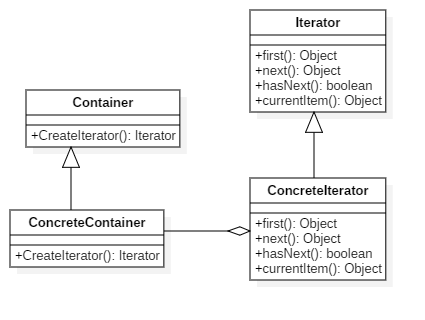 Iterator
+first(): Object
+next(): Object
+hasNext(): boolean
+currentItem(): Object
Container
+CreateIterator(): Iterator
ConcreteContainer
+CreateIterator(): Iterator
ConcreteIterator
+first(): Object
+next(): Object
+hasNext(): boolean
+currentItem(): Object